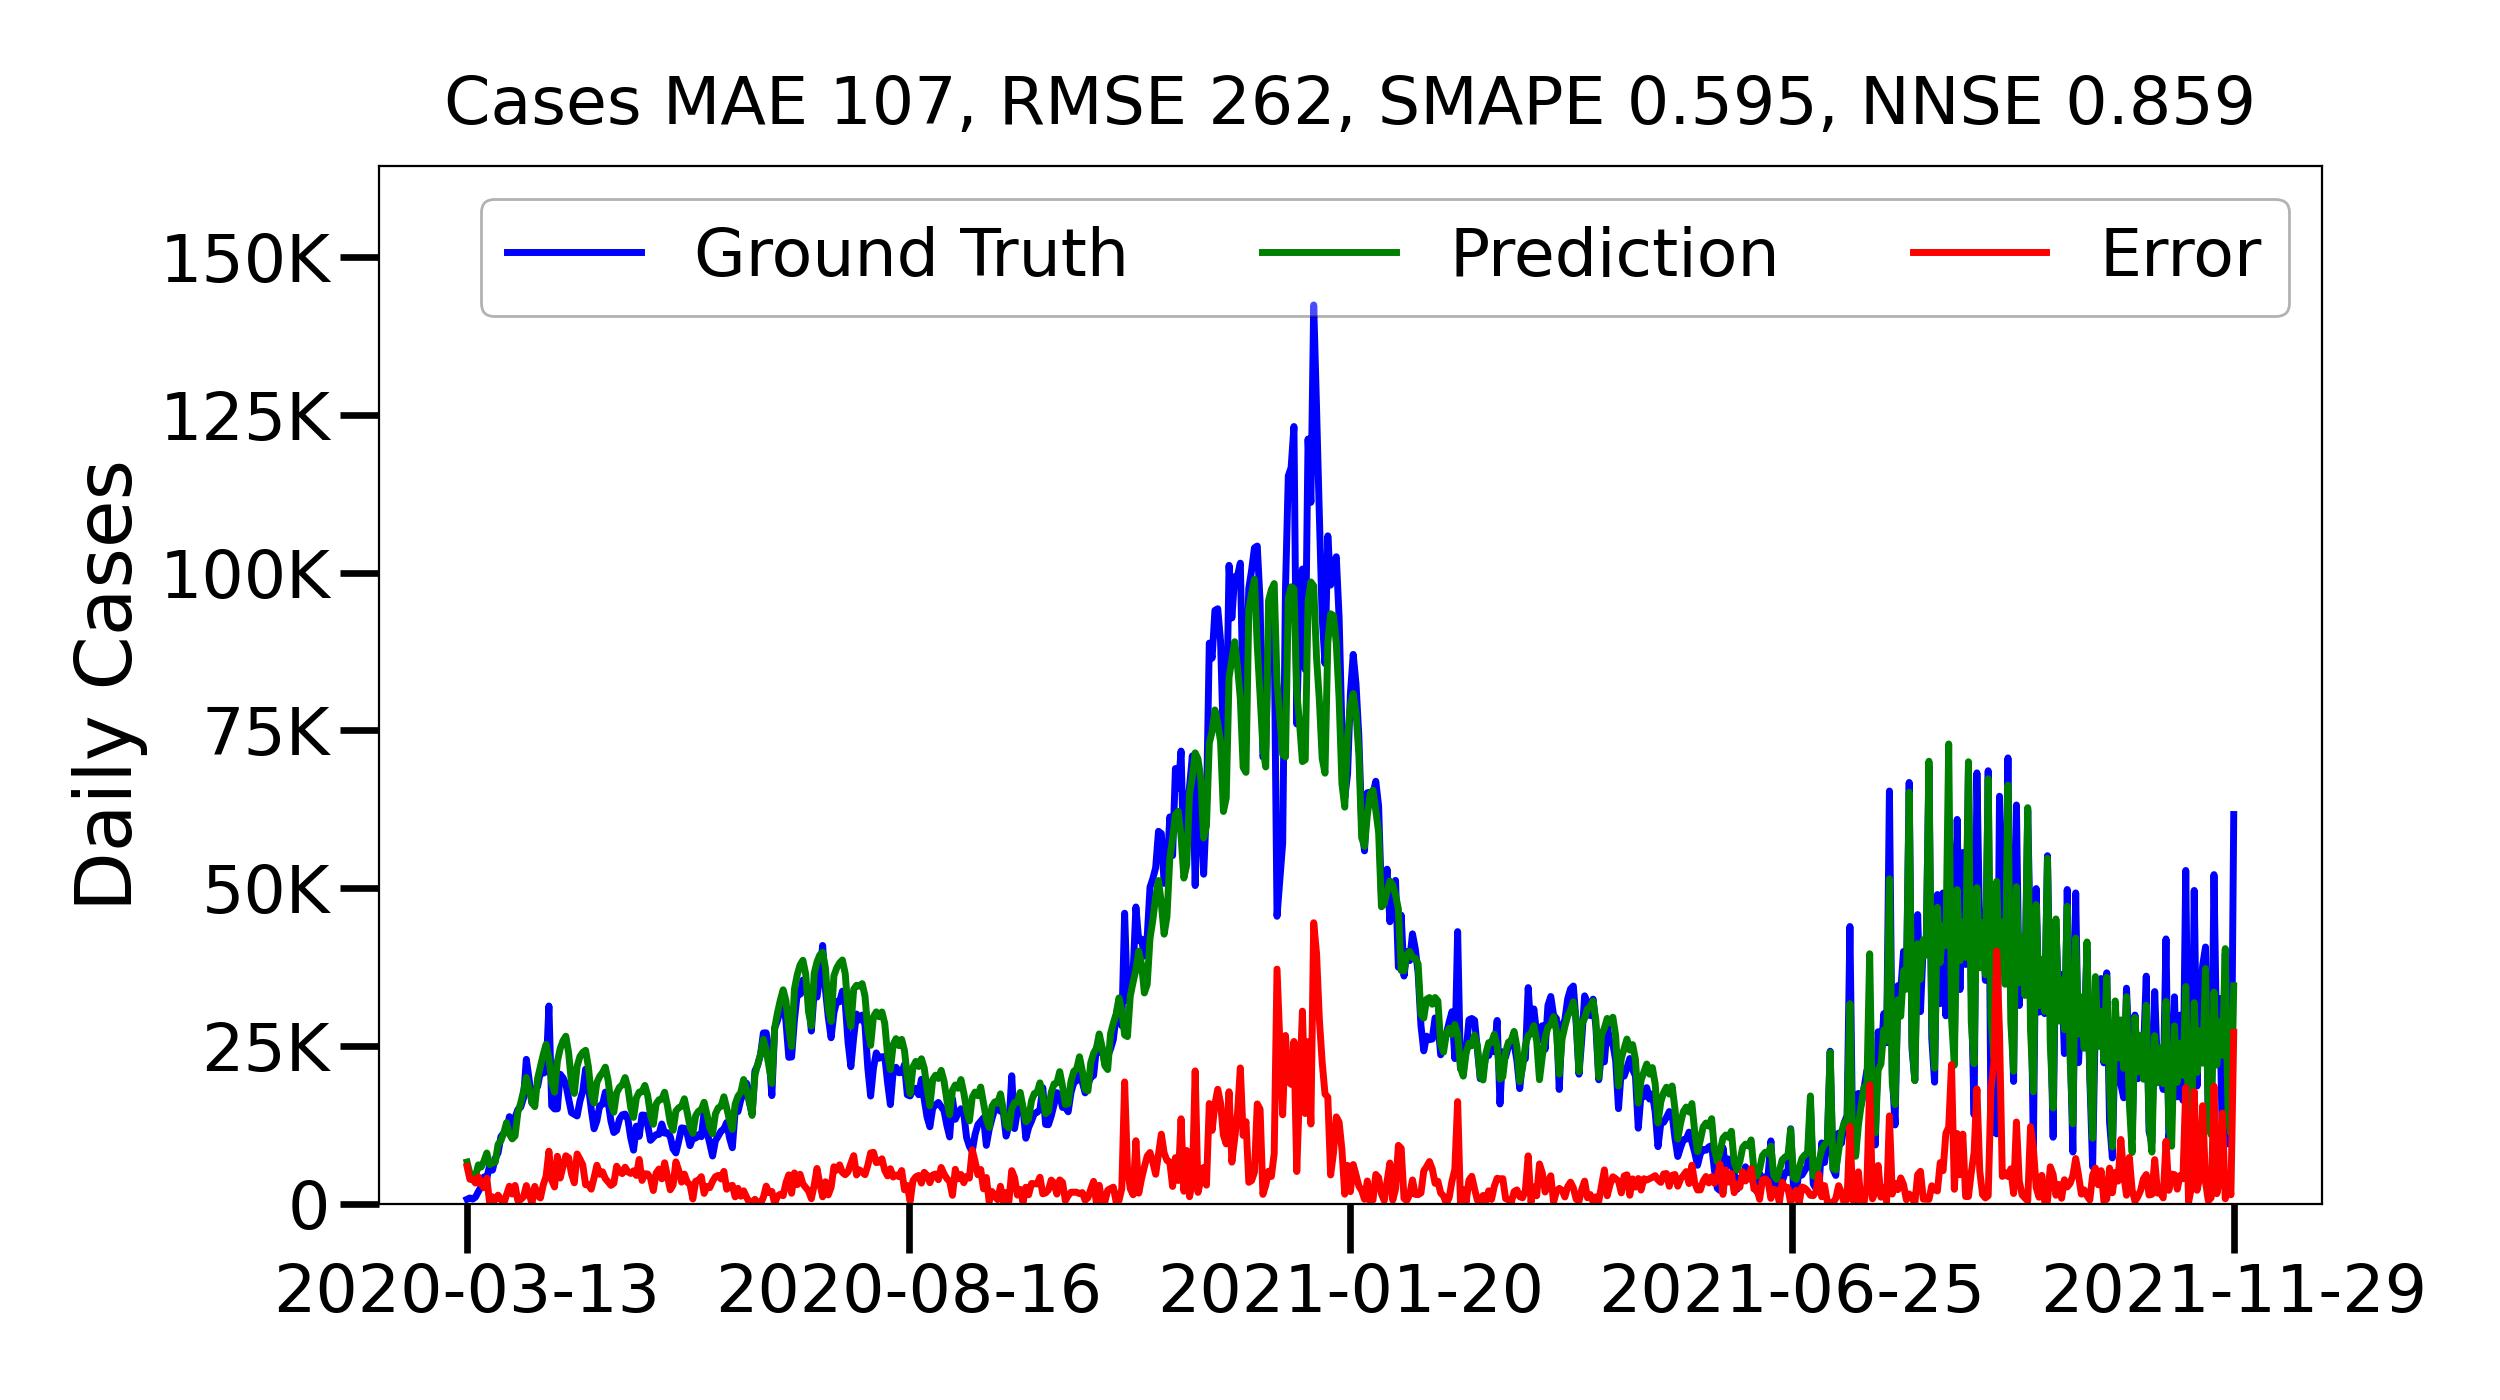 Cases MAE 107, RMSE 262, SMAPE 0.595, NNSE 0.859
Ground Truth Prediction Error
Daily Cases
150K
125K
100K
75K
50K
25K
0
2020-03-13 2020-08-16 2021-01-20 2021-06-25 2021-11-29